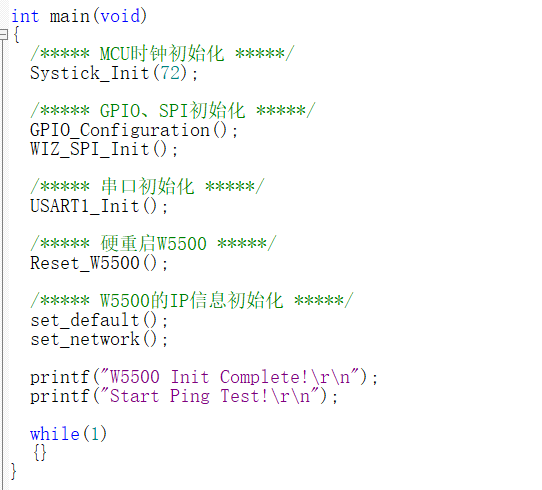 int main(void)
{
/***** MCU时钟初始化 *****/
Systick_Init(72);
/***** GPIO、SPI初始化 *****/
GPIO_Configuration();
WIZ_SPI_Init();
/***** 串口初始化 *****/
USART1_Init();
/***** 硬重启W5500 *****/
Reset_W5500();
/***** W5500的IP信息初始化 *****/
set_default();
set_network();
printf("W5500 Init Complete!\r\n");
printf("Start Ping Test!\r\n");
while(1)
{}
}